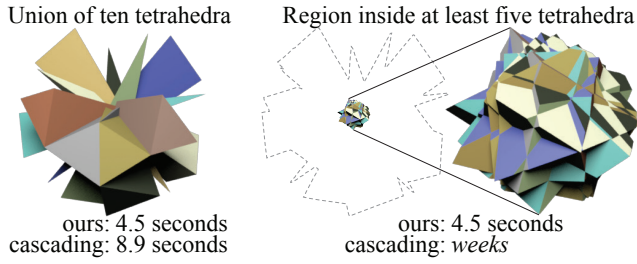 Union of ten tetrahedra
Region inside at least five tetrahedra
ours: 4.5 seconds
cascading: 8.9 seconds
ours: 4.5 seconds
cascading: weeks